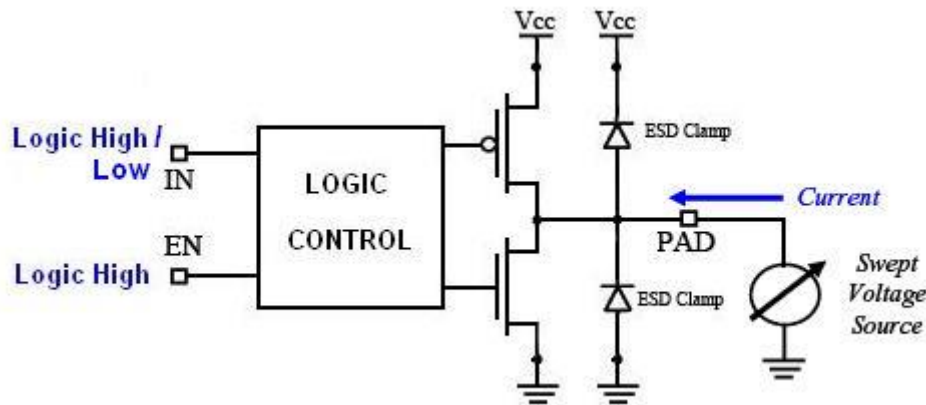 Vcc
Vcc
ESD Clamp
Logic High /
Low
IN
LOGIC
CONTROL
Current
PAD
EN
Logic High
ESD Clamp
Swept
Voltage
Source